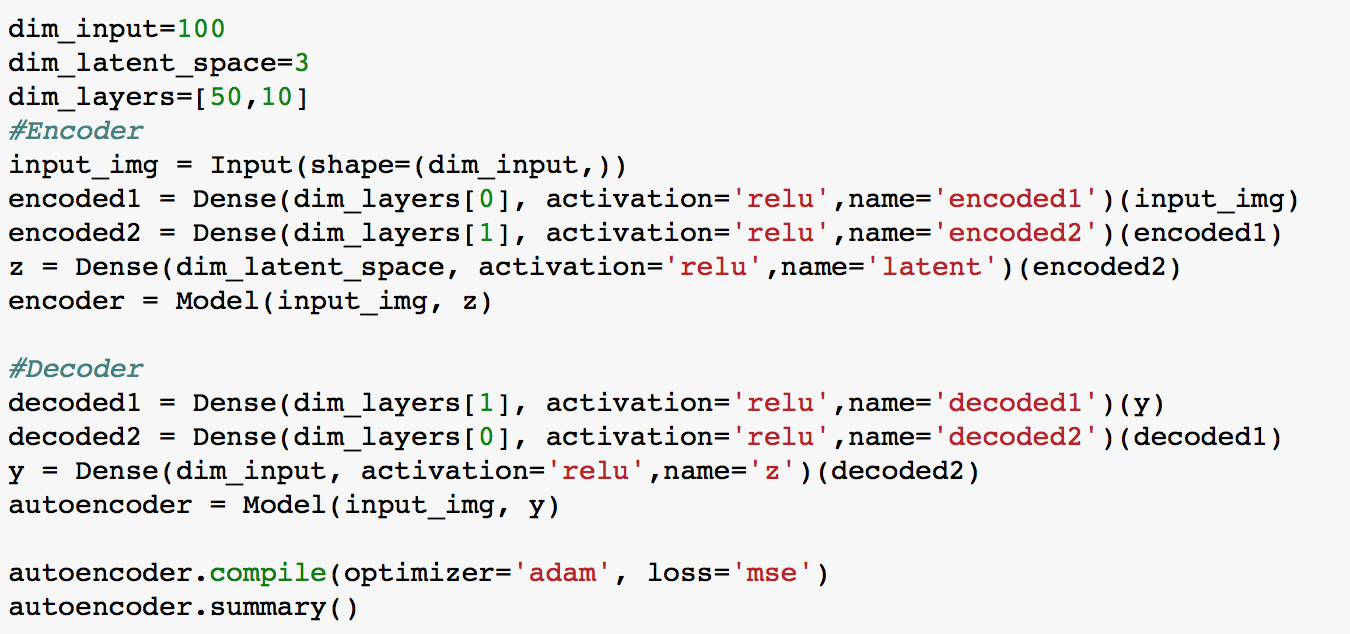 dim_input=100
dim_latent_space=3
dim_layers=[50,10]
#Encoder
input_img = Input(shape=(dim_input,))
encoded1 = Dense(dim_layers[0], activation='relu',name='encoded1')(input_img)
encoded2 = Dense(dim_layers[1], activation='relu',name='encoded2')(encoded1)
z = Dense(dim_latent_space, activation='relu',name='latent')(encoded2)
encoder = Model(input_img, z)
#Decoder
decoded1 = Dense(dim_layers[1], activation='relu',name='decoded1')(y)
decoded2 = Dense(dim_layers[0], activation='relu',name='decoded2')(decoded1)
y = Dense(dim_input, activation='relu',name='z')(decoded2)
autoencoder = Model(input_img, y)
autoencoder.compile(optimizer='adam', loss='mse')
autoencoder.summary()